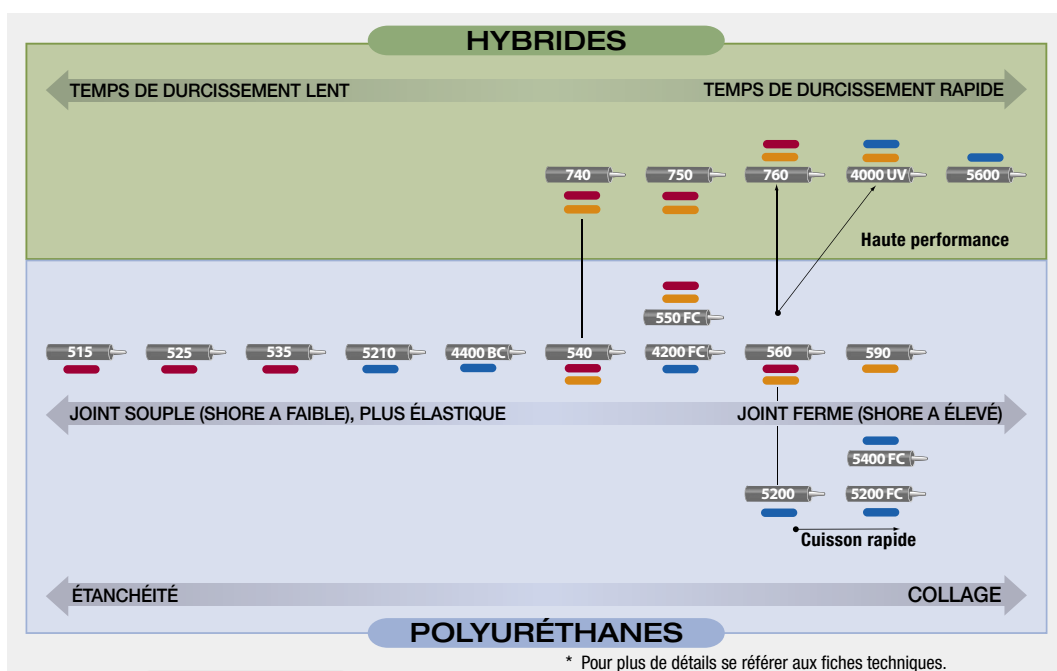 HYBRIDES
TEMPS DE DURCISSEMENT LENT
TEMPS DE DURCISSEMENT RAPIDE
740
750
760
4000 UV
5600
Haute performance
550 FC
515
525
535
5210
4400 BC
540
4200 FC
560
590
JOINT SOUPLE (SHORE A FAIBLE), PLUS ÉLASTIQUE
JOINT FERME (SHORE A ÉLEVÉ)
5400 FC
5200
5200 FC
Cuisson rapide
ÉTANCHÉITÉ
COLLAGE
POLYURÉTHANES
* Pour plus de détails se référer aux fiches techniques.